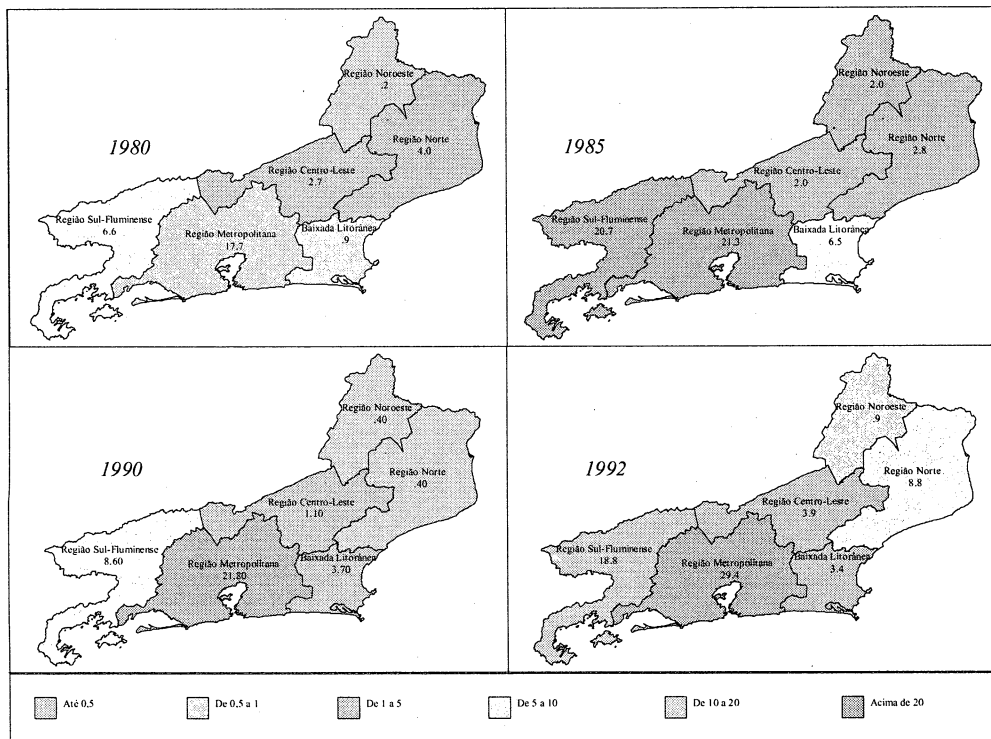 1980
Região Noroeste
.2
Região Norte
4.0
Região Centro-Leste
2.7
Região Sul-Fluminense
6.6
Região Metropolitana
17.7
Baixada Litorânea
.9
1985
Região Noroeste
2.0
Região Norte
2.8
Região Centro-Leste
2.0
Região Sul-Fluminense
20.7
Região Metropolitana
21.3
Baixada Litorânea
6.5
1990
Região Noroeste
.40
Região Norte
.40
Região Centro-Leste
1.10
Região Sul-Fluminense
8.60
Região Metropolitana
21.80
Baixada Litorânea
3.70
1992
Região Noroeste
.9
Região Norte
8.8
Região Centro-Leste
3.9
Região Sul-Fluminense
18.8
Região Metropolitana
29.4
Baixada Litorânea
3.4
Até 0,5 De 0,5 a 1 De 1 a 5 De 5 a 10 De 10 a 20 Acima de 20